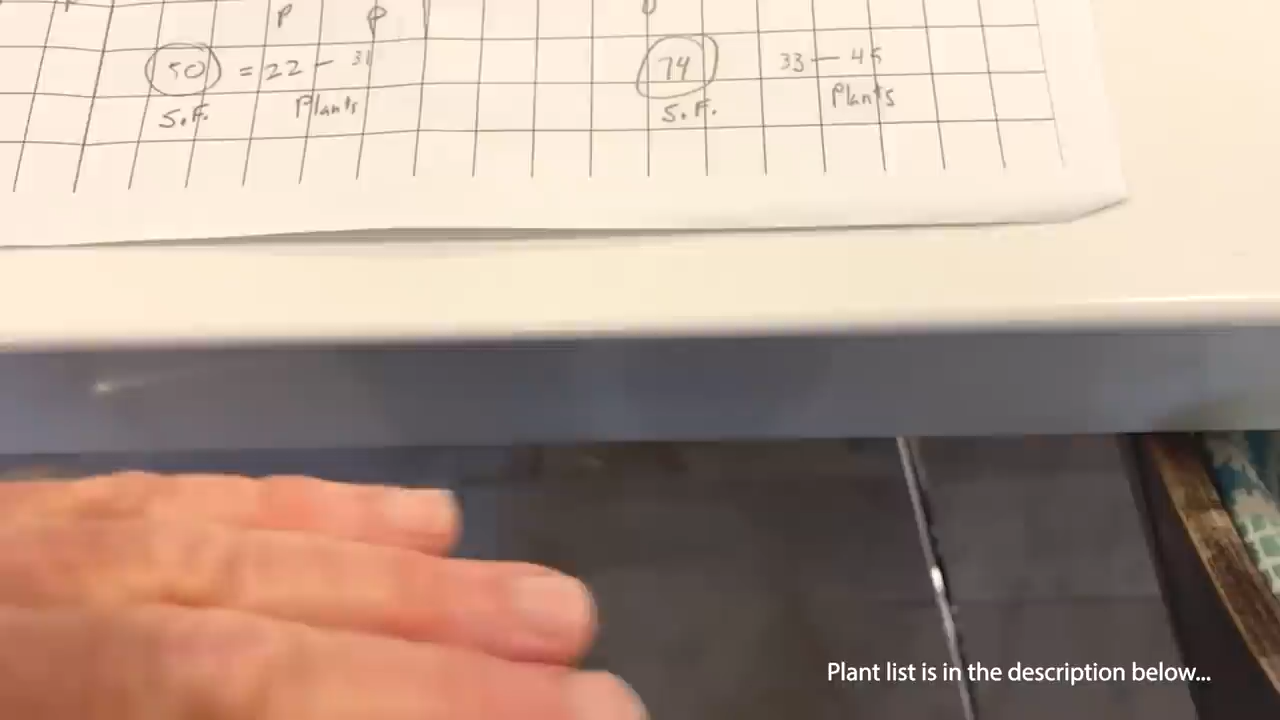 P P
50 = 22 - 31
S.F. Plants
74 33 - 45
S.F. Plants
Plant list is in the description below...